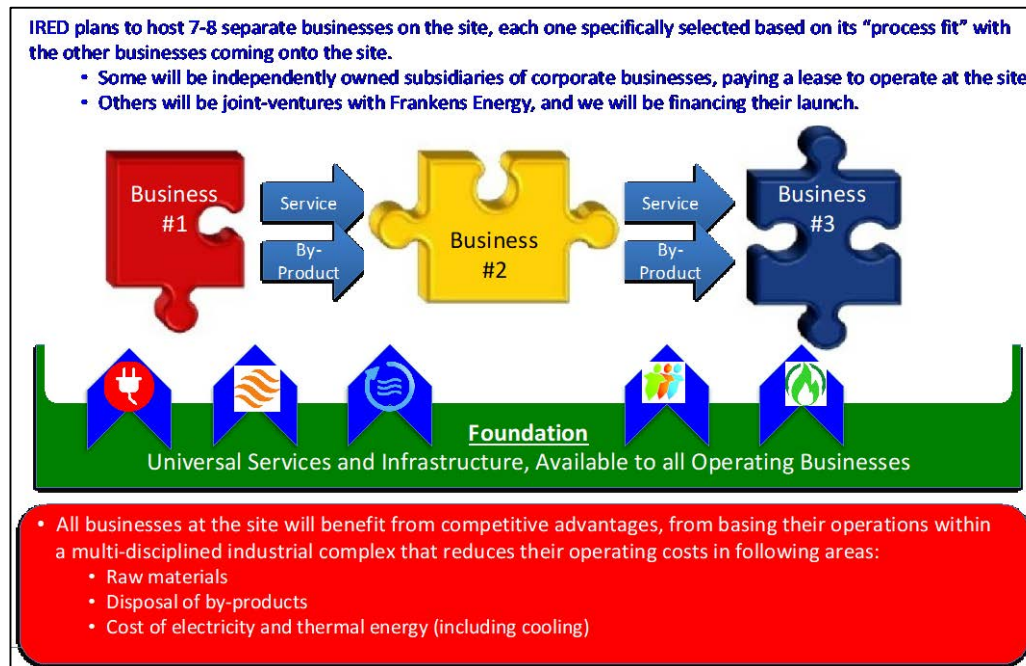 IRED plans to host 7-8 separate businesses on the site, each one specifically selected based on its “process fit” with
the other businesses coming onto the site.
• Some will be independently owned subsidiaries of corporate businesses, paying a lease to operate at the site
• Others will be joint-ventures with Frankens Energy, and we will be financing their launch.
Business
#1
Service
By-
Product
Business
#2
Service
By-
Product
Business
#3
Foundation
Universal Services and Infrastructure, Available to all Operating Businesses
• All businesses at the site will benefit from competitive advantages, from basing their operations within
a multi-disciplined industrial complex that reduces their operating costs in following areas:
• Raw materials
• Disposal of by-products
• Cost of electricity and thermal energy (including cooling)